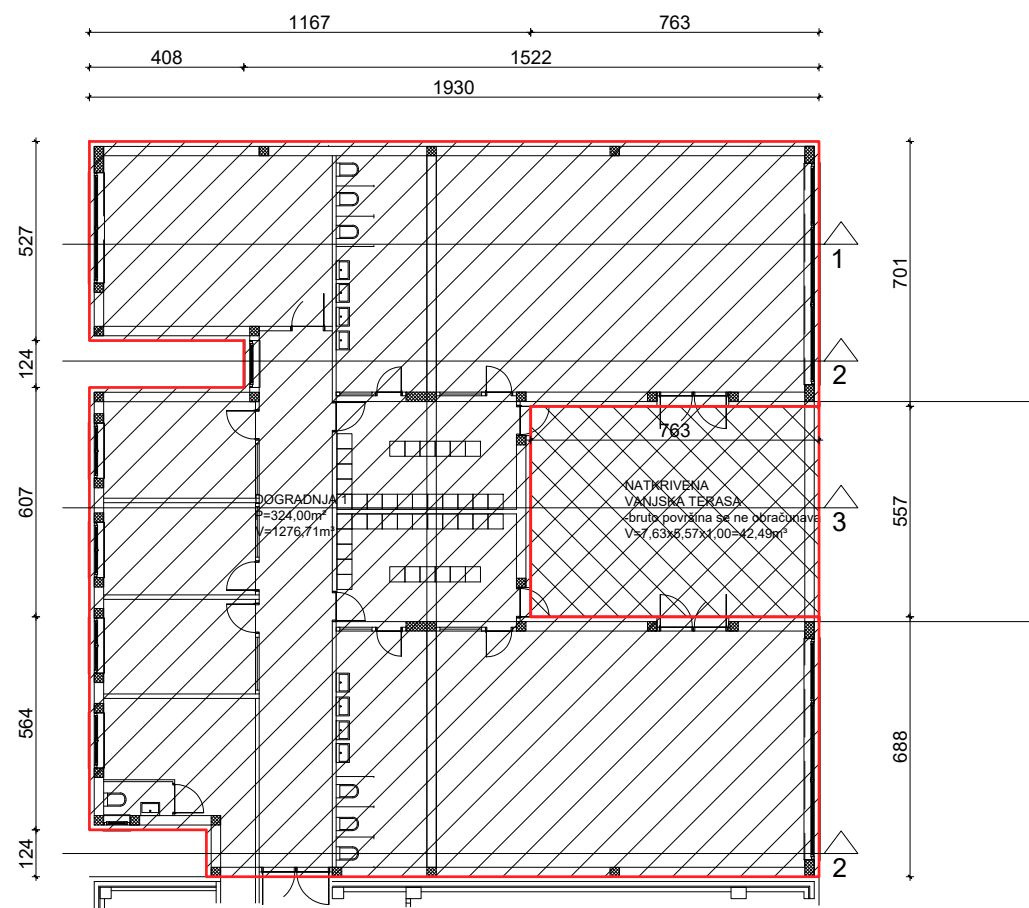 1167
763
408
1522
1930
527
701
1
124
2
763
607
557
DOGRADNJA 1
P=324,00m²
V=1276,71m³
NATKRIVENA
VANJSKA TERASA
-bruto površina se ne obračunava
V=7,63x5,57x1,00=42,49m³
3
564
688
124
2